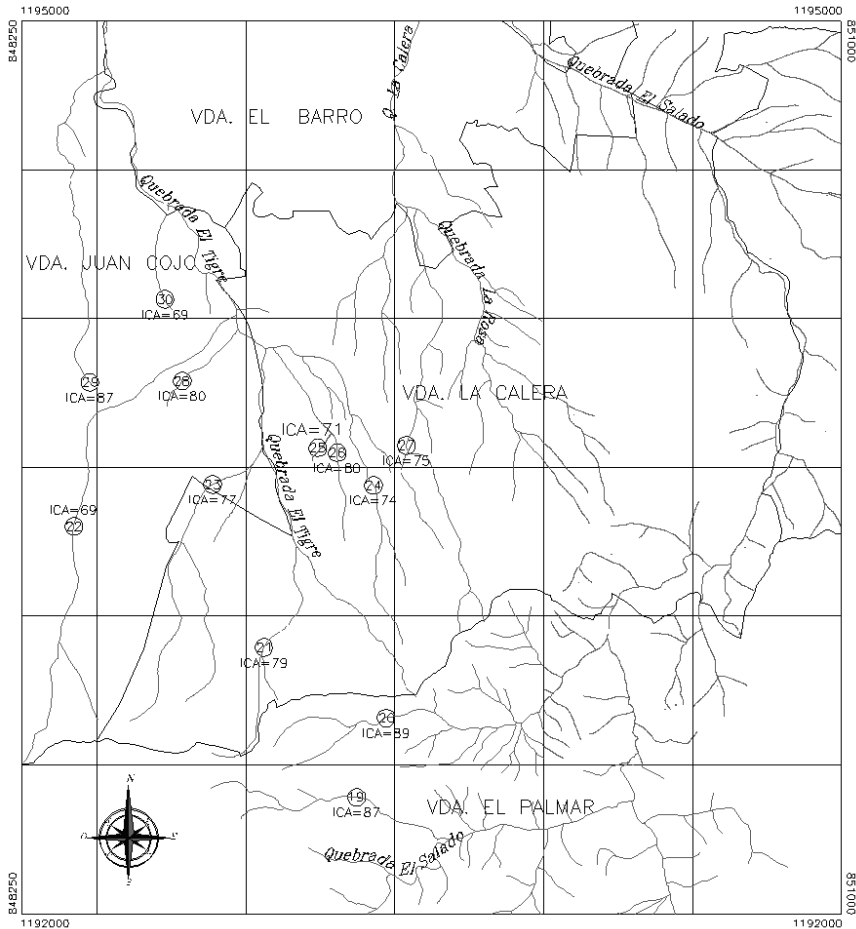 1195000
1195000
848250
851000
Q. La Calera
Quebrada El Salado
VDA. EL BARRO
Quebrada El Tigre
VDA. JUAN COJO
Quebrada La Rosa
30
ICA=69
29
ICA=87
28
ICA=80
VDA. LA CALERA
ICA=71
25
26
ICA=80
27
ICA=75
Quebrada El Tigre
23
ICA=77
24
ICA=74
ICA=69
22
21
ICA=79
20
ICA=89
19
ICA=87
VDA. EL PALMAR
Quebrada El Salado
N
848250
851000
1192000
1192000